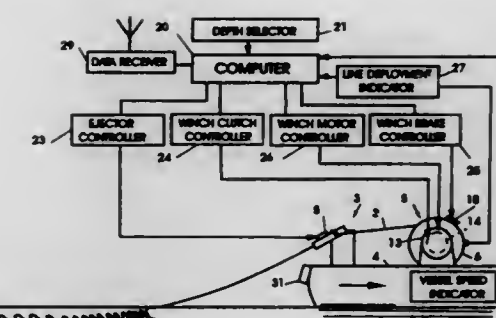 20
DEPTH SELECTOR
21
29
DATA RECEIVER
COMPUTER
LINE DEPLOYMENT
INDICATOR
27
EJECTOR
CONTROLLER
WINCH CLUTCH
CONTROLLER
WINCH MOTOR
CONTROLLER
WINCH BRAKE
CONTROLLER
23
24
26
25
8
3
2
5
18
14
13
4
6
31
VESSEL SPEED
INDICATOR